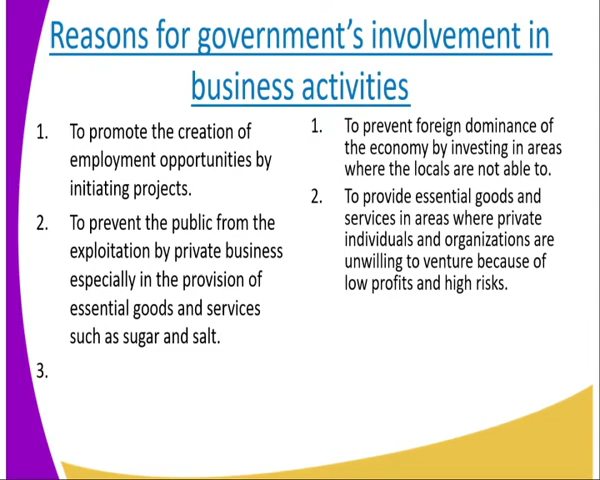 Reasons for government's involvement in
business activities
1. To promote the creation of
employment opportunities by
initiating projects.
2. To prevent the public from the
exploitation by private business
especially in the provision of
essential goods and services
such as sugar and salt.
3.
1. To prevent foreign dominance of
the economy by investing in areas
where the locals are not able to.
2. To provide essential goods and
services in areas where private
individuals and organizations are
unwilling to venture because of
low profits and high risks.